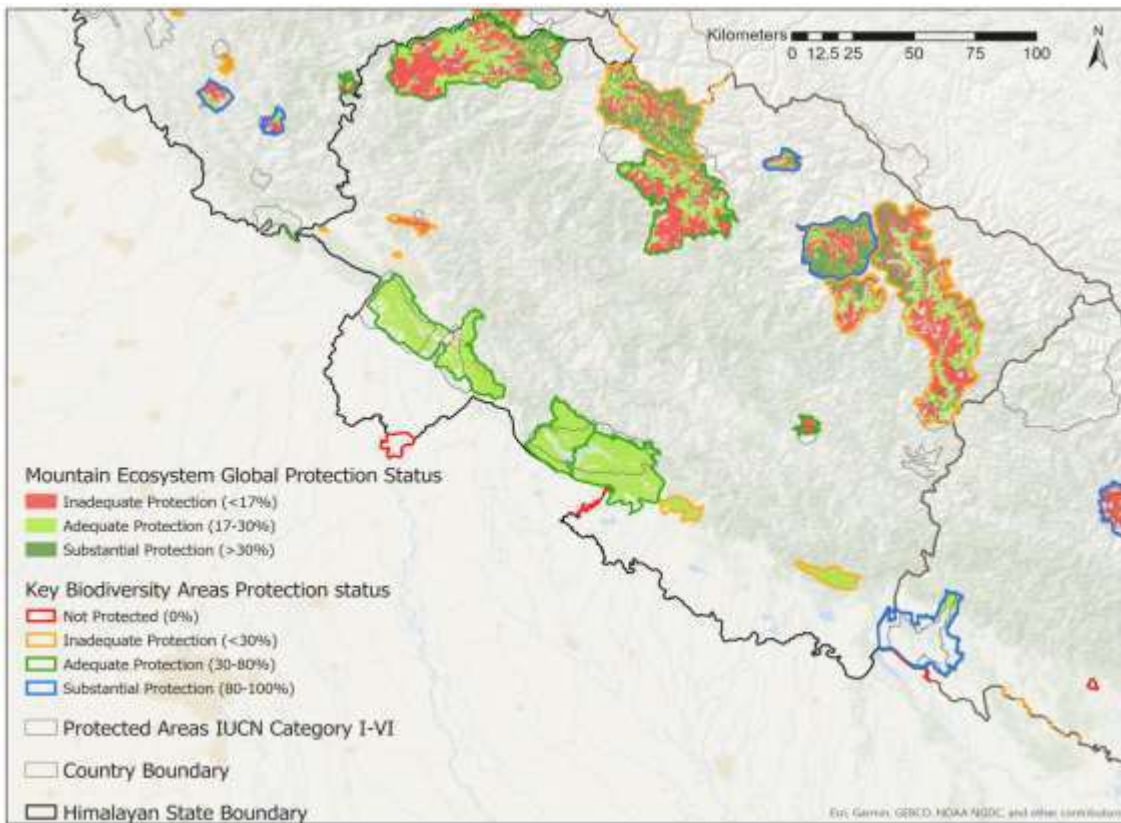 Kilometers
0 12.5 25 50 75 100
N
Mountain Ecosystem Global Protection Status
Inadequate Protection (<17%)
Adequate Protection (17-30%)
Substantial Protection (>30%)
Key Biodiversity Areas Protection status
Not Protected (0%)
Inadequate Protection (<30%)
Adequate Protection (30-80%)
Substantial Protection (80-100%)
Protected Areas IUCN Category I-VI
Country Boundary
Himalayan State Boundary
Esri, Garmin, GEBCO, NOAA NGDC, and other contributors